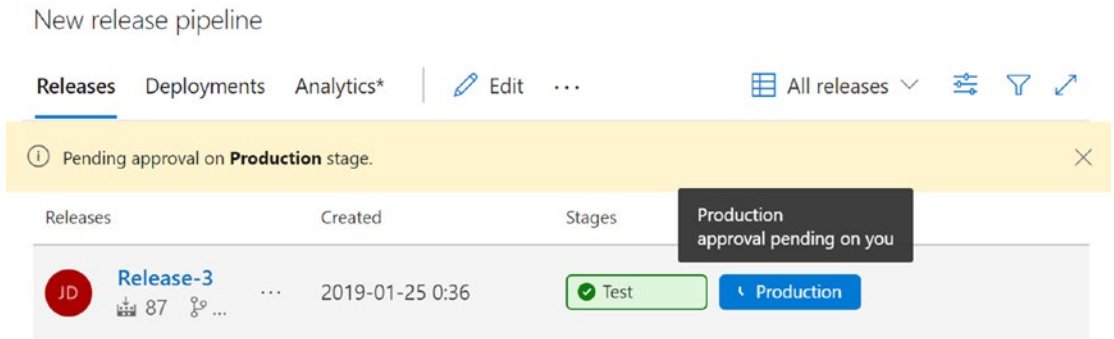 New release pipeline
Releases Deployments Analytics* Edit ... All releases
Pending approval on Production stage.
Releases Created Stages
Production
approval pending on you
JD Release-3 ... 2019-01-25 0:36 Test Production
87 ...